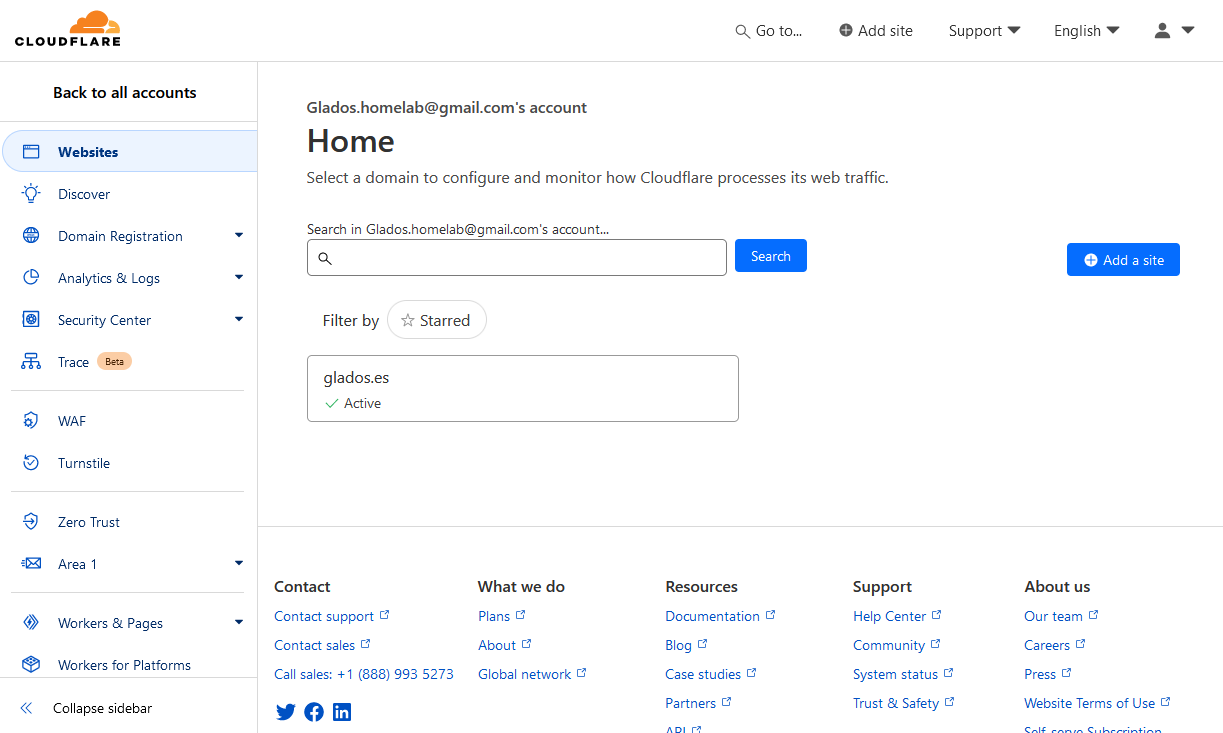 CLOUDFLARE
Go to...
Add site
Support
English
Back to all accounts
Websites
Discover
Domain Registration
Analytics & Logs
Security Center
Trace Beta
WAF
Turnstile
Zero Trust
Area 1
Workers & Pages
Workers for Platforms
Collapse sidebar
Glados.homelab@gmail.com's account
Home
Select a domain to configure and monitor how Cloudflare processes its web traffic.
Search in Glados.homelab@gmail.com's account...
Search
Add a site
Filter by
Starred
glados.es
Active
Contact
Contact support
Contact sales
Call sales: +1 (888) 993 5273
What we do
Plans
About
Global network
Resources
Documentation
Blog
Case studies
Partners
API
Support
Help Center
Community
System status
Trust & Safety
About us
Our team
Careers
Press
Website Terms of Use
Self-serve Subscription